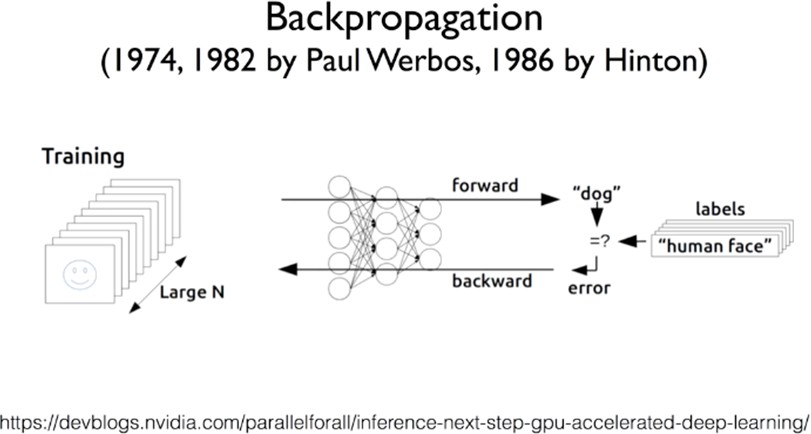 Backpropagation
(1974, 1982 by Paul Werbos, 1986 by Hinton)
Training
Large N
forward
"dog"
labels
=?
"human face"
backward
error
https://devblogs.nvidia.com/parallelforall/inference-next-step-gpu-accelerated-deep-learning/